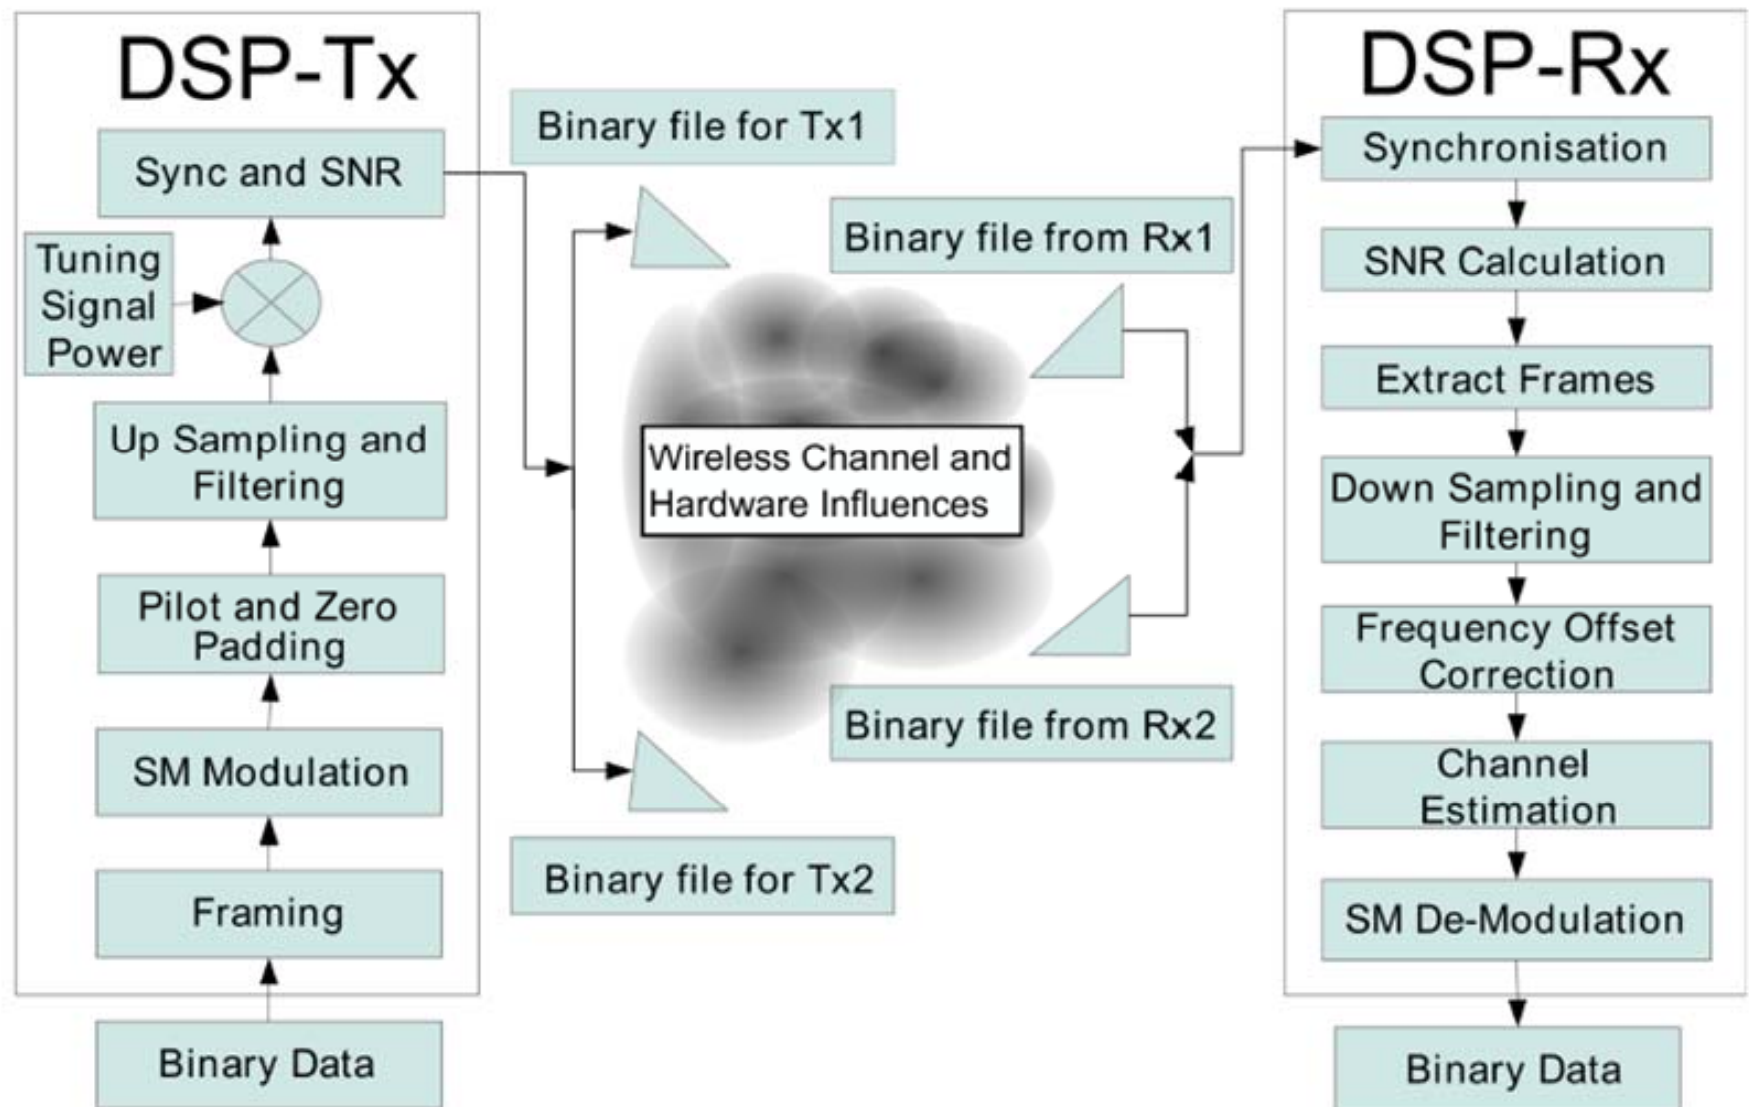 DSP-Tx
Sync and SNR
Tuning
Signal
Power
Up Sampling and
Filtering
Pilot and Zero
Padding
SM Modulation
Framing
Binary Data
Binary file for Tx1
Binary file from Rx1
Wireless Channel and
Hardware Influences
Binary file from Rx2
Binary file for Tx2
DSP-Rx
Synchronisation
SNR Calculation
Extract Frames
Down Sampling and
Filtering
Frequency Offset
Correction
Channel
Estimation
SM De-Modulation
Binary Data